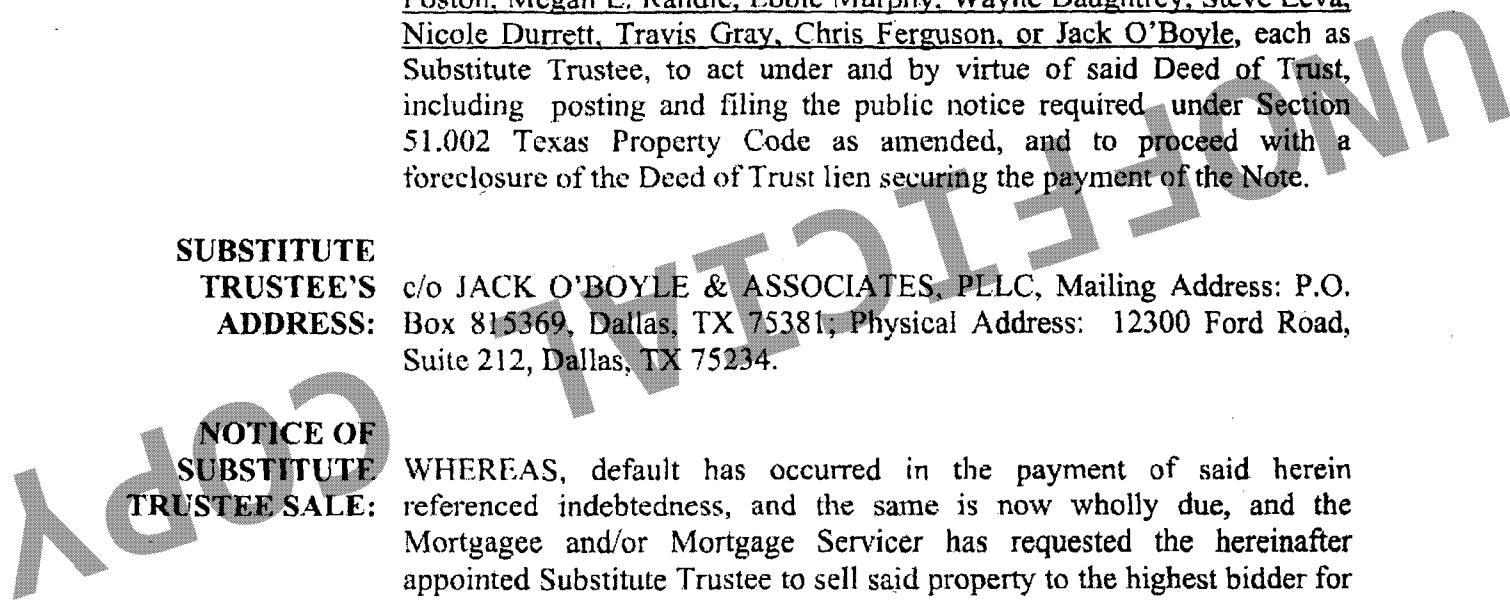 Poston, Megan L. Randle, Ebbie Murphy, Wayne Daughtrey, Steve Leva,
Nicole Durrett, Travis Gray, Chris Ferguson, or Jack O'Boyle, each as
Substitute Trustee, to act under and by virtue of said Deed of Trust,
including posting and filing the public notice required under Section
51.002 Texas Property Code as amended, and to proceed with a
foreclosure of the Deed of Trust lien securing the payment of the Note.
SUBSTITUTE
TRUSTEE'S c/o JACK O'BOYLE & ASSOCIATES, PLLC, Mailing Address: P.O.
ADDRESS: Box 815369, Dallas, TX 75381; Physical Address: 12300 Ford Road,
Suite 212, Dallas, TX 75234.
NOTICE OF
SUBSTITUTE WHEREAS, default has occurred in the payment of said herein
TRUSTEE SALE: referenced indebtedness, and the same is now wholly due, and the
Mortgagee and/or Mortgage Servicer has requested the hereinafter
appointed Substitute Trustee to sell said property to the highest bidder for
UNOFFICIAL COPY